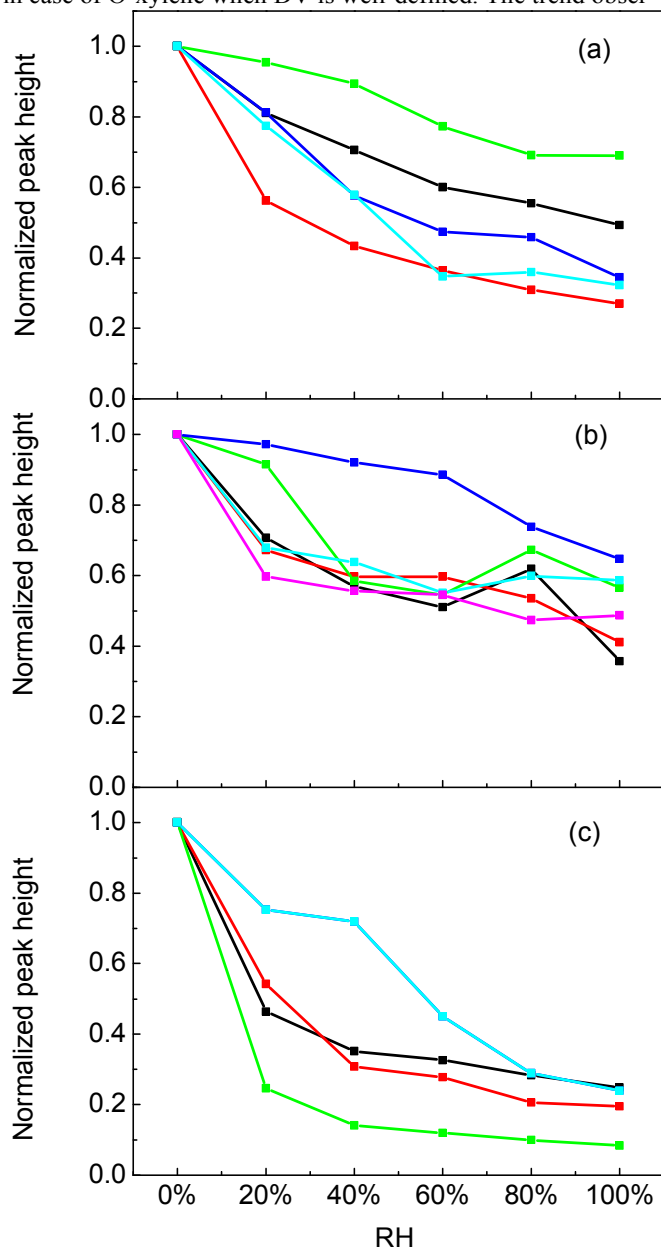 in case of O-xylene when DV is well-defined. The trend obser-
(a)
Normalized peak height
1.0
0.8
0.6
0.4
0.2
0.0
(b)
Normalized peak height
1.0
0.8
0.6
0.4
0.2
0.0
(c)
Normalized peak height
1.0
0.8
0.6
0.4
0.2
0.0
0% 20% 40% 60% 80% 100%
RH